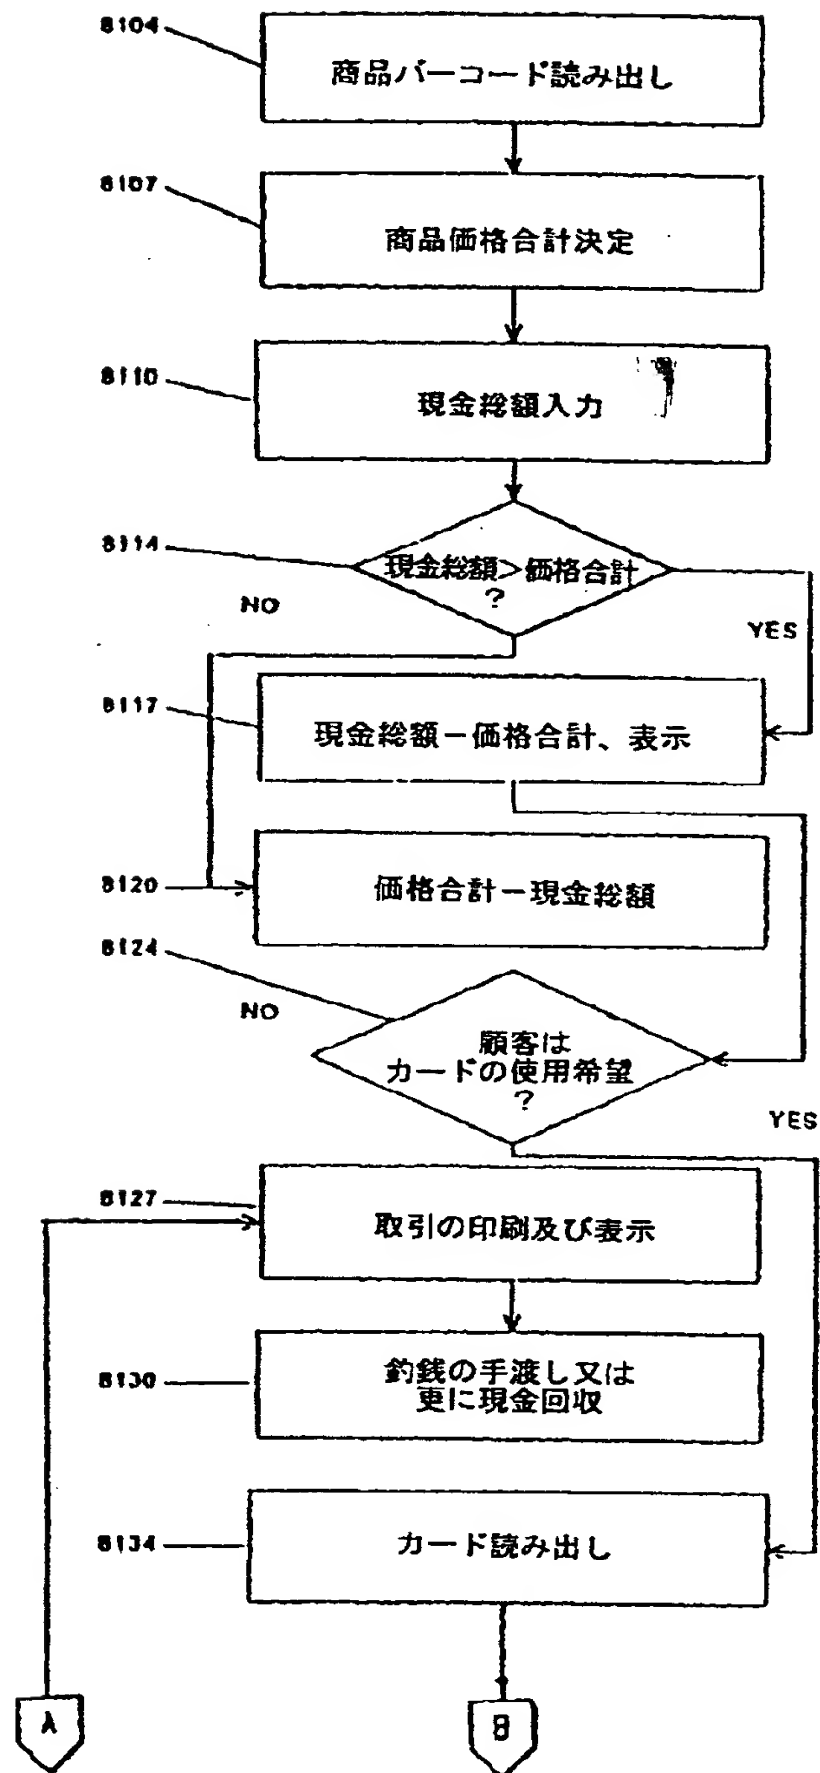 8104
商品バーコード読み出し
8107
商品価格合計決定
8110
現金総額入力
8114
現金総額>価格合計
?
NO
YES
8117
現金総額－価格合計、表示
8120
価格合計－現金総額
8124
NO
顧客は
カードの使用希望
?
YES
8127
取引の印刷及び表示
8130
釣銭の手渡し又は
更に現金回収
8134
カード読み出し
A
B